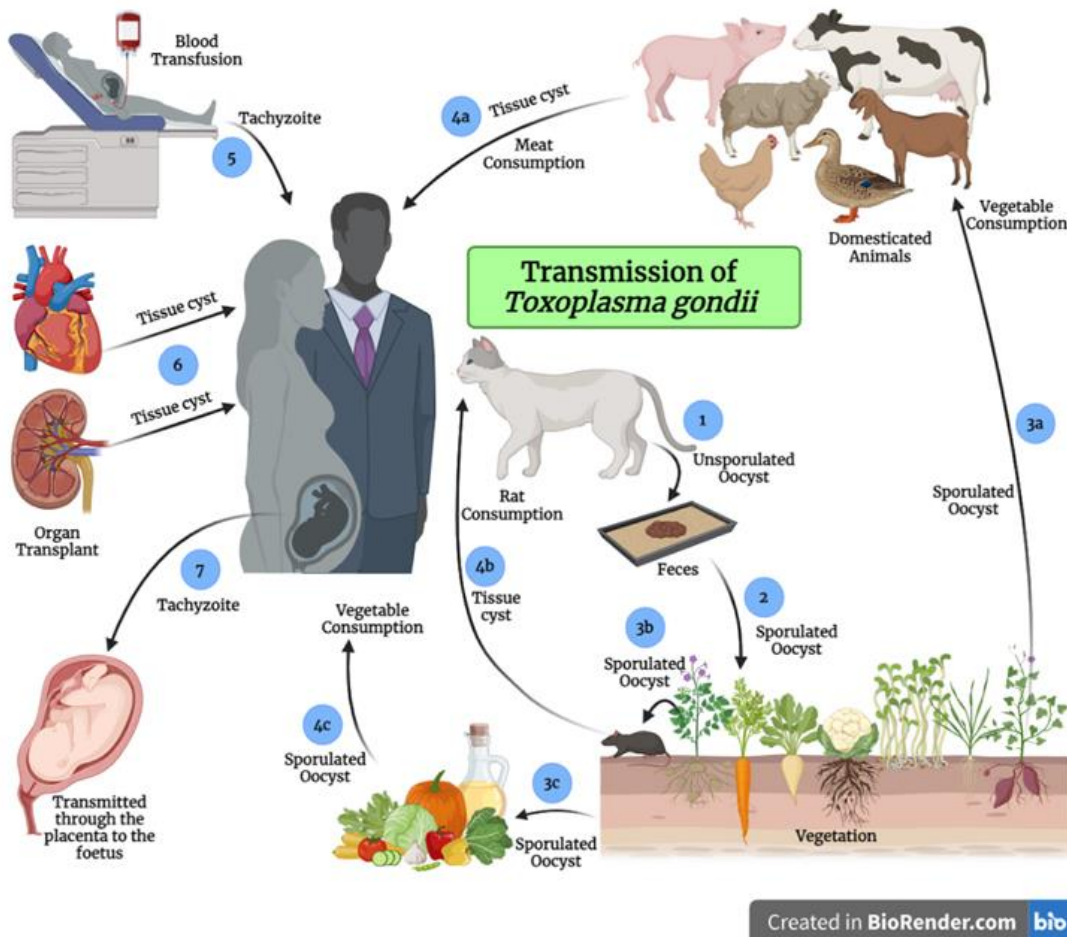 Blood
Transfusion
Tachyzoite
5
4a
Tissue cyst
Meat
Consumption
Vegetable
Consumption
Domesticated
Animals
Transmission of
Toxoplasma gondii
Tissue cyst
6
Tissue cyst
Organ
Transplant
1
Unsporulated
Oocyst
3a
Sporulated
Oocyst
Rat
Consumption
Feces
4b
Tissue
cyst
7
Tachyzoite
2
Sporulated
Oocyst
3b
Sporulated
Oocyst
Vegetable
Consumption
4c
Sporulated
Oocyst
3c
Sporulated
Oocyst
Vegetation
Transmitted
through the
placenta to the
foetus
Created in BioRender.com
bio